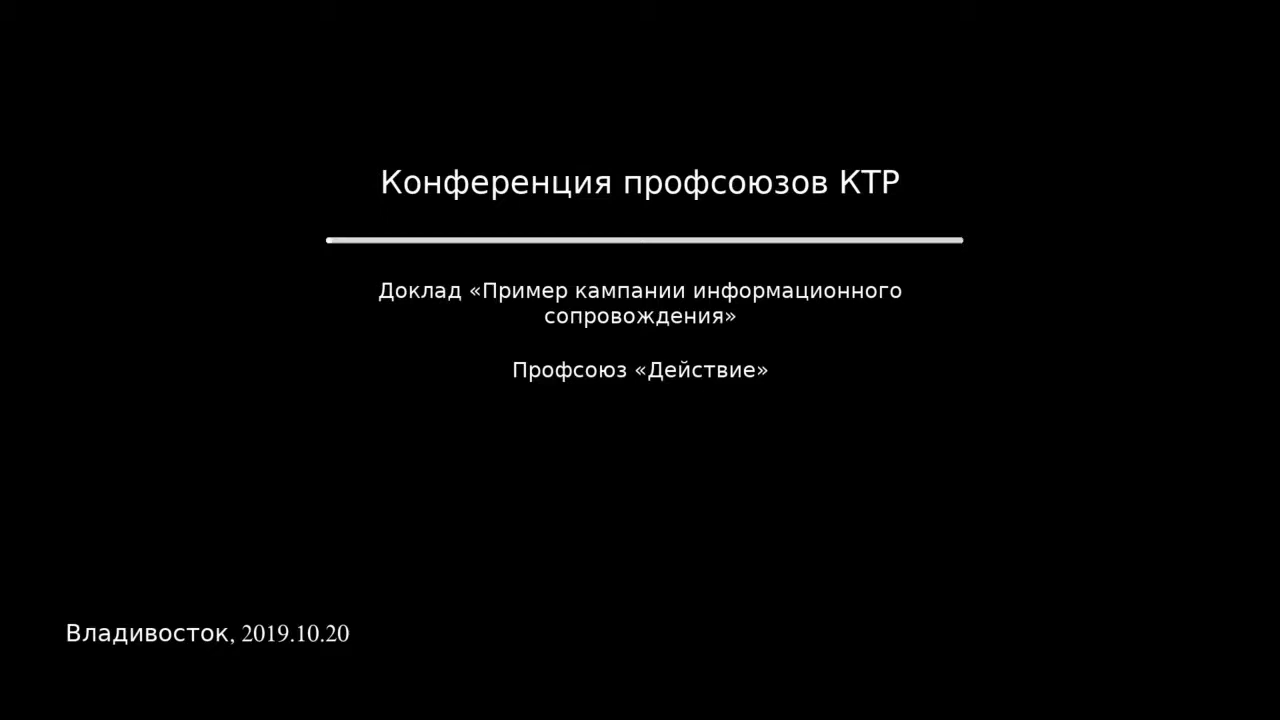 Конференция профсоюзов КТР
Доклад «Пример кампании информационного
сопровождения»
Профсоюз «Действие»
Владивосток, 2019.10.20